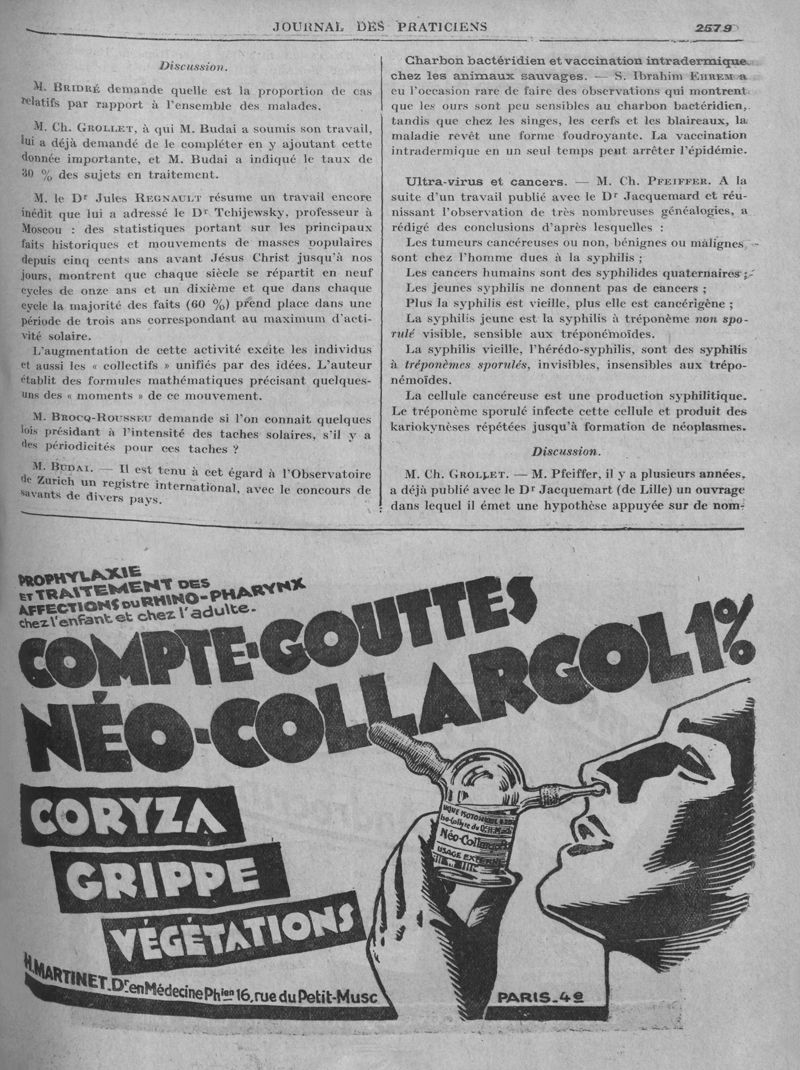 JOURNAL DES PRATICIENS
2579
Discussion.
M. BRIDRÉ demande quelle est la proportion de cas
relatifs par rapport à l'ensemble des malades.
M. Ch. GROLLET, à qui M. Budai a soumis son travail,
lui a déjà demandé de le compléter en y ajoutant cette
donnée importante, et M. Budai a indiqué le taux de
30 % des sujets en traitement.
M. le Dr Jules REGNAULT résume un travail encore
inédit que lui a adressé le Dr Tchijewsky, professeur à
Moscou : des statistiques portant sur les principaux
faits historiques et mouvements de masses populaires
depuis cinq cents ans avant Jésus Christ jusqu'à nos
jours, montrent que chaque siècle se répartit en neuf
cycles de onze ans et un dixième et que dans chaque
cycle la majorité des faits (60 %) prend place dans une
période de trois ans correspondant au maximum d'acti-
vité solaire.
L'augmentation de cette activité excite les individus
et aussi les « collectifs » unifiés par des idées. L'auteur
établit des formules mathématiques précisant quelques-
uns des « moments » de ce mouvement.
M. BROCQ-ROUSSEU demande si l'on connait quelques
lois présidant à l'intensité des taches solaires, s'il y a
des périodicités pour ces taches ?
M. BUDAI. — Il est tenu à cet égard à l'Observatoire
de Zurich un registre international, avec le concours de
savants de divers pays.
Charbon bactéridien et vaccination intradermique
chez les animaux sauvages. — S. Ibrahim EHREM a
eu l'occasion rare de faire des observations qui montrent
que les ours sont peu sensibles au charbon bactéridien,
tandis que chez les singes, les cerfs et les blaireaux, la
maladie revêt une forme foudroyante. La vaccination
intradermique en un seul temps peut arrêter l'épidémie.
Ultra-virus et cancers. — M. Ch. PFEIFFER. A la
suite d'un travail publié avec le Dr Jacquemard et réu-
nissant l'observation de très nombreuses généalogies, a
rédigé des conclusions d'après lesquelles :
Les tumeurs cancéreuses ou non, bénignes ou malignes,
sont chez l'homme dues à la syphilis ;
Les cancers humains sont des syphilides quaternaires ;
Les jeunes syphilis ne donnent pas de cancers ;
Plus la syphilis est vieille, plus elle est cancérigène ;
La syphilis jeune est la syphilis à tréponème non spo-
rulé visible, sensible aux tréponémoïdes.
La syphilis vieille, l'hérédo-syphilis, sont des syphilis
à tréponèmes sporulés, invisibles, insensibles aux trépo-
némoïdes.
La cellule cancéreuse est une production syphilitique.
Le tréponème sporulé infecte cette cellule et produit des
kariokynèses répétées jusqu'à formation de néoplasmes.
Discussion.
M. Ch. GROLLET. — M. Pfeiffer, il y a plusieurs années,
a déjà publié avec le Dr Jacquemart (de Lille) un ouvrage
dans lequel il émet une hypothèse appuyée sur de nom-
PROPHYLAXIE
ET TRAITEMENT DES
AFFECTIONS DU RHINO-PHARYNX
chez l'enfant et chez l'adulte.
COMPTE-GOUTTES
NÉO-COLLARGOL 1%
Néo-Collargol
USAGE EXTERNE
CORYZA
GRIPPE
VÉGÉTATIONS
H. MARTINET_Dr en Médecine Phien 16, rue du Petit-Musc
PARIS_4e